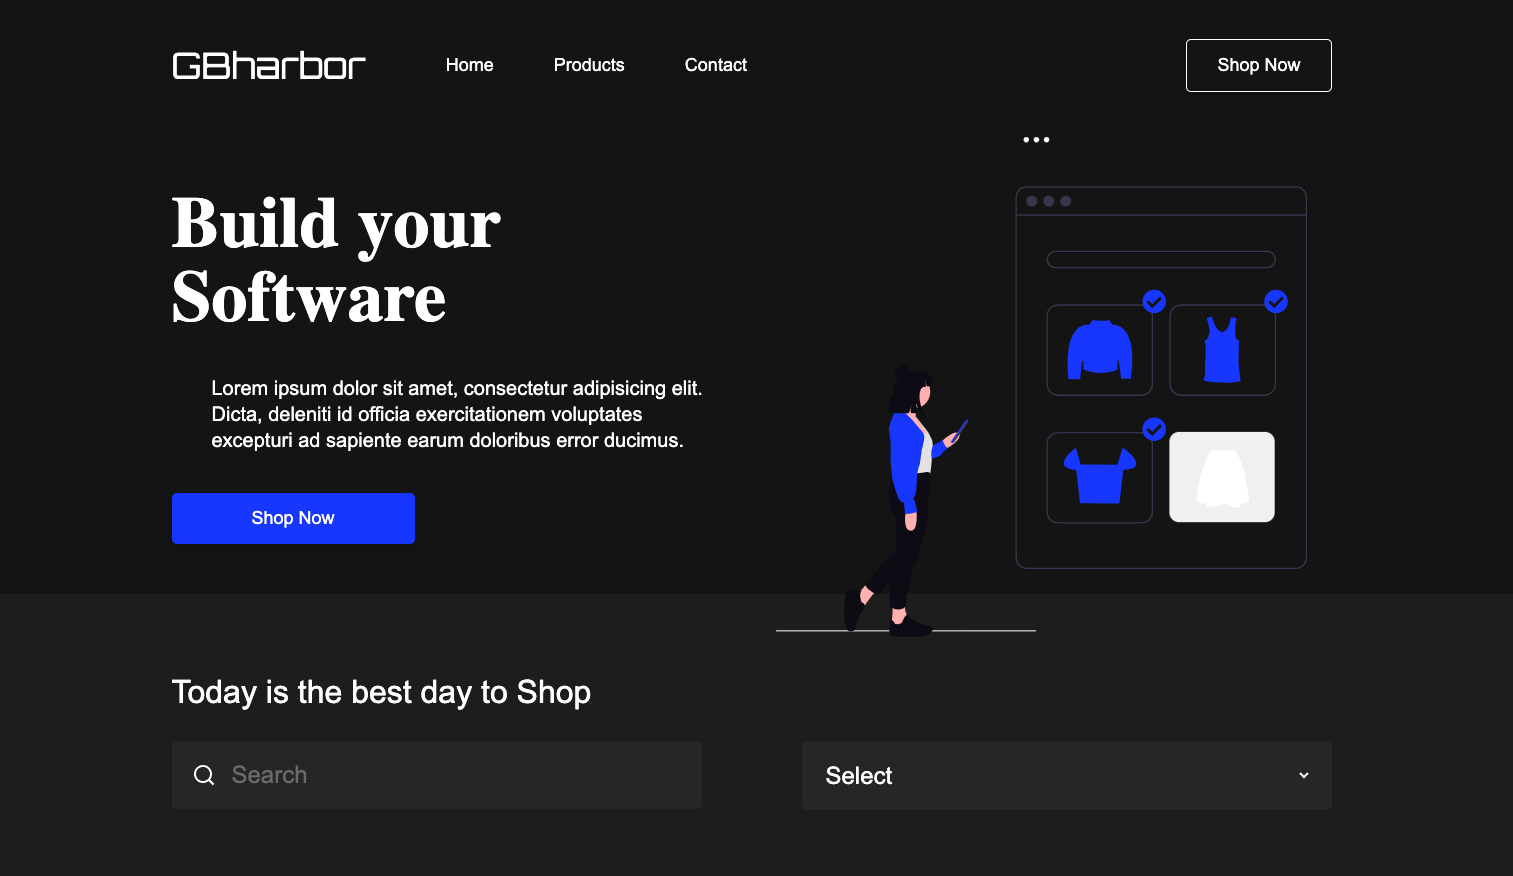 GBharbor
Home
Products
Contact
Shop Now
Build your
Software
Lorem ipsum dolor sit amet, consectetur adipisicing elit.
Dicta, deleniti id officia exercitationem voluptates
excepturi ad sapiente earum doloribus error ducimus.
Shop Now
Today is the best day to Shop
Search
Select